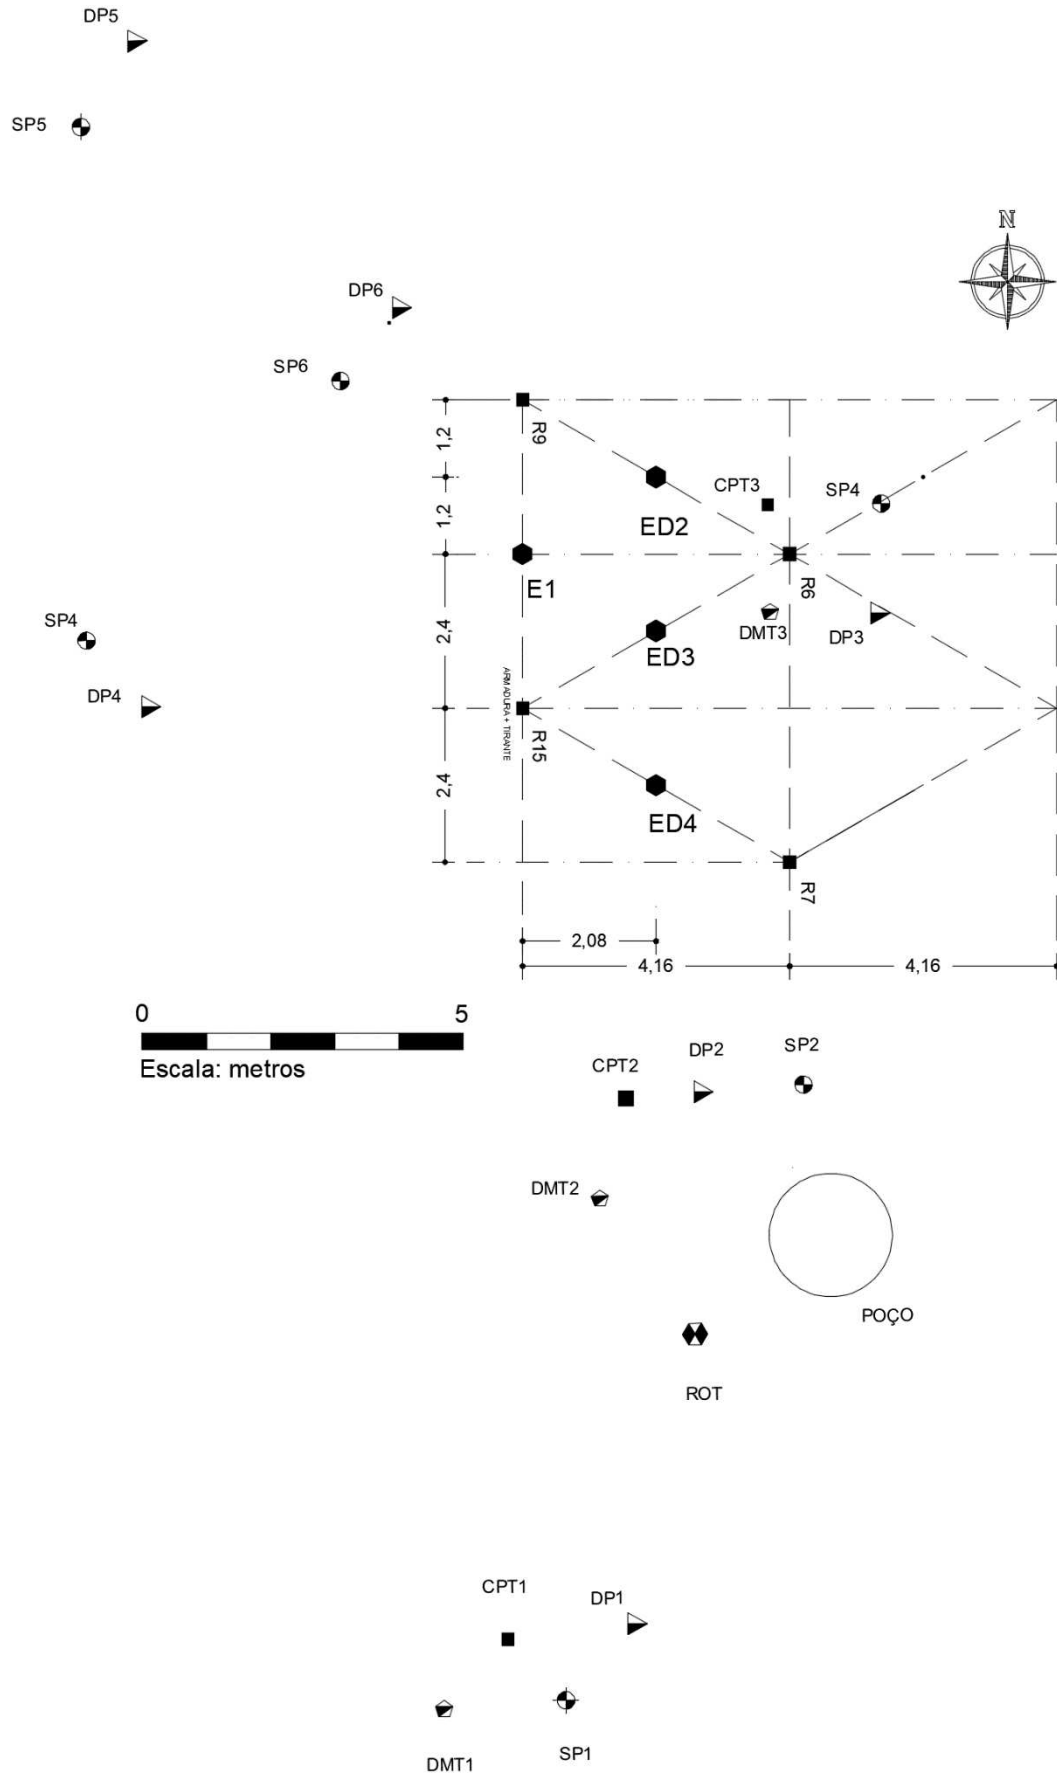 DP5
SP5
N
DP6
SP6
1,2
R9
1,2
CPT3
SP4
ED2
E1
R6
SP4
2,4
DMT3
DP3
ED3
DP4
ARMADURA + TIRANTE
R15
2,4
ED4
R7
2,08
4,16
4,16
0
5
Escala: metros
CPT2
DP2
SP2
DMT2
POÇO
ROT
CPT1
DP1
DMT1
SP1